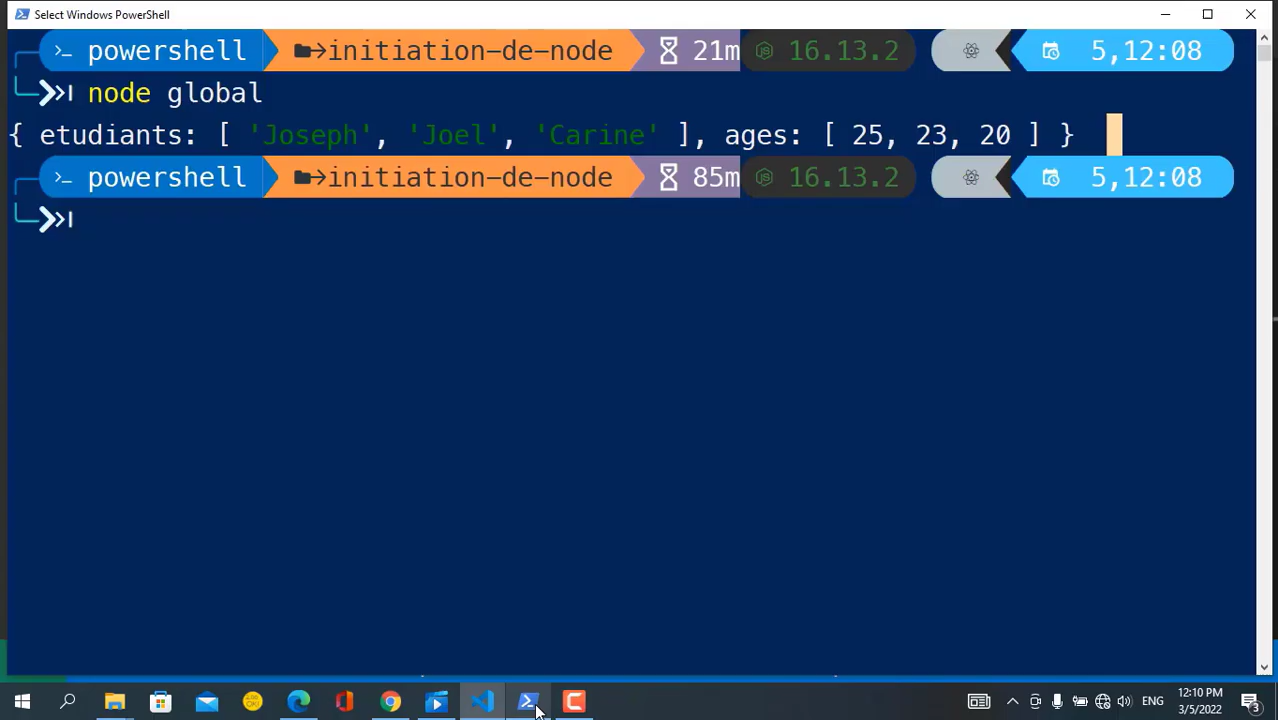 Select Windows PowerShell
powershell initiation-de-node 21m 16.13.2 5,12:08
node global
{ etudiants: [ 'Joseph', 'Joel', 'Carine' ], ages: [ 25, 23, 20 ] }
powershell initiation-de-node 85m 16.13.2 5,12:08
ENG
12:10 PM
3/5/2022
3